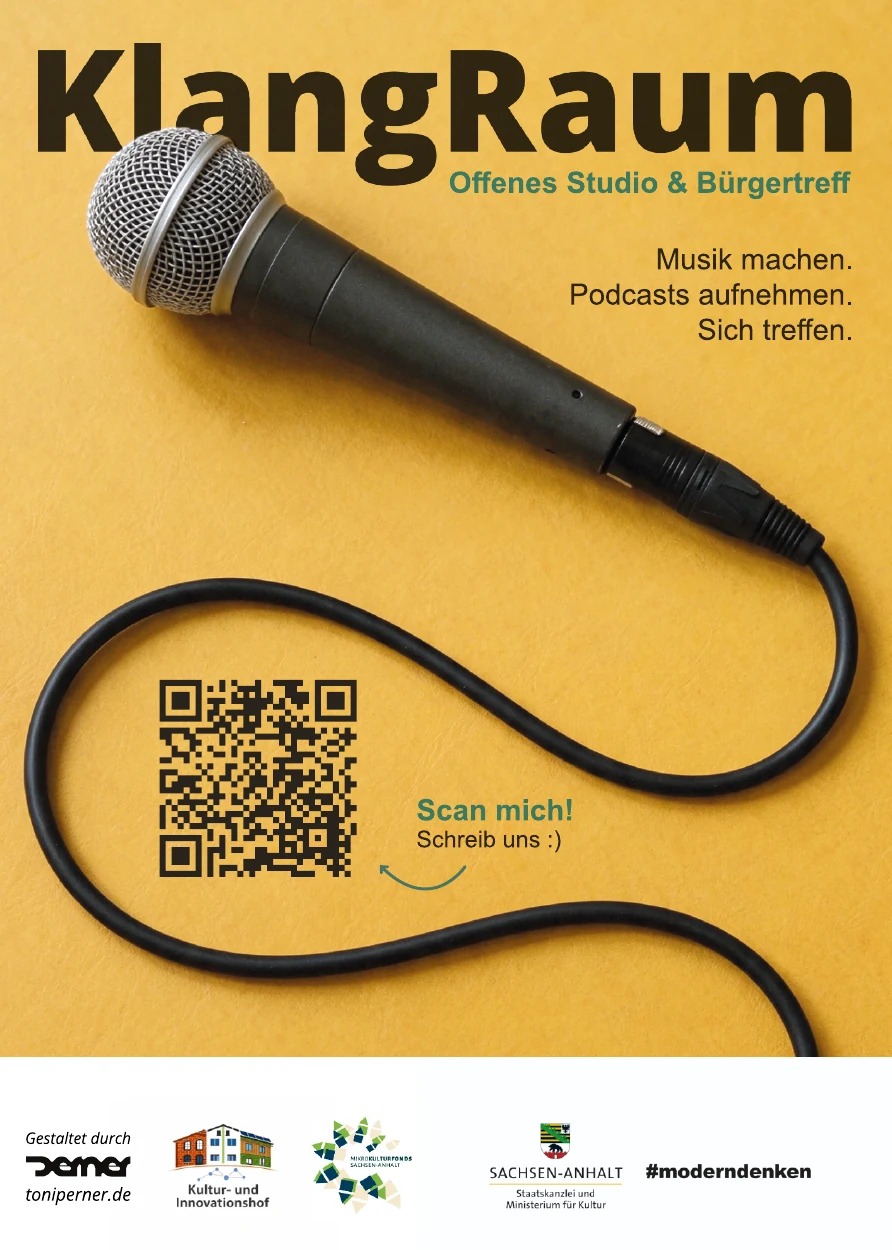 KlangRaum
Offenes Studio & Bürgertreff
Musik machen.
Podcasts aufnehmen.
Sich treffen.
Scan mich!
Schreib uns :)
Gestaltet durch
Perner
toniperner.de
Kultur- und
Innovationshof
MIKROKULTURFONDS
SACHSEN-ANHALT
SACHSEN-ANHALT
Staatskanzlei und
Ministerium für Kultur
#moderndenken